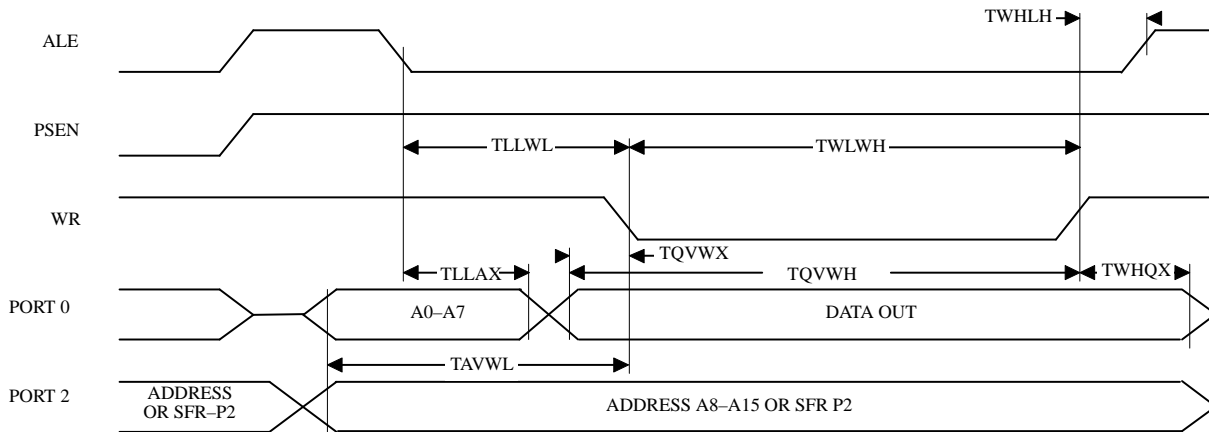 TWHLH
ALE
PSEN
TLLWL
TWLWH
WR
TQVWX
TLLAX
TQVWH
TWHQX
PORT 0
A0–A7
DATA OUT
TAVWL
PORT 2
ADDRESS
OR SFR–P2
ADDRESS A8–A15 OR SFR P2